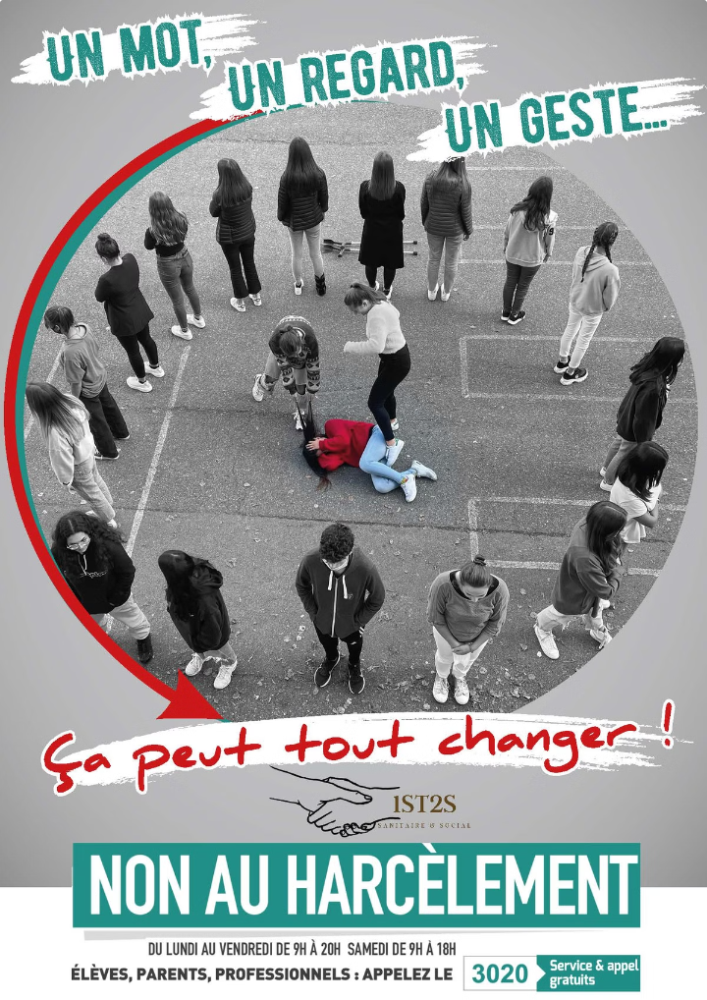 UN MOT,
UN REGARD,
UN GESTE...
Ça peut tout changer !
1ST2S
SANITAIRE & SOCIAL
NON AU HARCÈLEMENT
DU LUNDI AU VENDREDI DE 9H À 20H SAMEDI DE 9H À 18H
ÉLÈVES, PARENTS, PROFESSIONNELS : APPELEZ LE 3020 Service & appel
gratuits